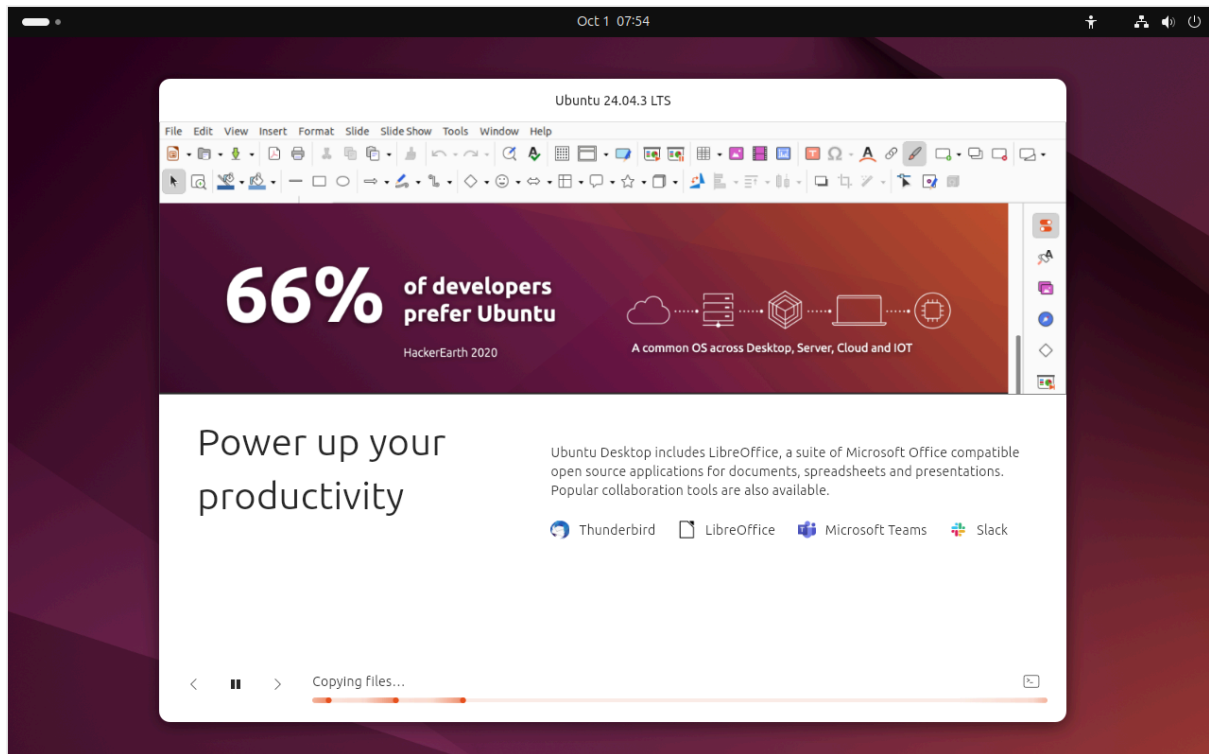 Oct 1 07:54
Ubuntu 24.04.3 LTS
File Edit View Insert Format Slide Slide Show Tools Window Help
66%
of developers
prefer Ubuntu
HackerEarth 2020
A common OS across Desktop, Server, Cloud and IOT
Power up your
productivity
Ubuntu Desktop includes LibreOffice, a suite of Microsoft Office compatible
open source applications for documents, spreadsheets and presentations.
Popular collaboration tools are also available.
Thunderbird LibreOffice Microsoft Teams Slack
Copying files...